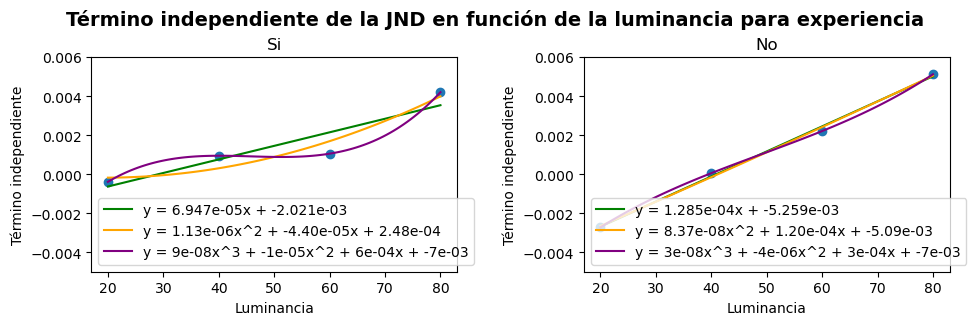 Término independiente de la JND en función de la luminancia para experiencia
Si
0.006
0.004
0.002
0.000
−0.002
−0.004
Término independiente
y = 6.947e-05x + -2.021e-03
y = 1.13e-06x^2 + -4.40e-05x + 2.48e-04
y = 9e-08x^3 + -1e-05x^2 + 6e-04x + -7e-03
20 30 40 50 60 70 80
Luminancia
No
0.006
0.004
0.002
0.000
−0.002
−0.004
Término independiente
y = 1.285e-04x + -5.259e-03
y = 8.37e-08x^2 + 1.20e-04x + -5.09e-03
y = 3e-08x^3 + -4e-06x^2 + 3e-04x + -7e-03
20 30 40 50 60 70 80
Luminancia